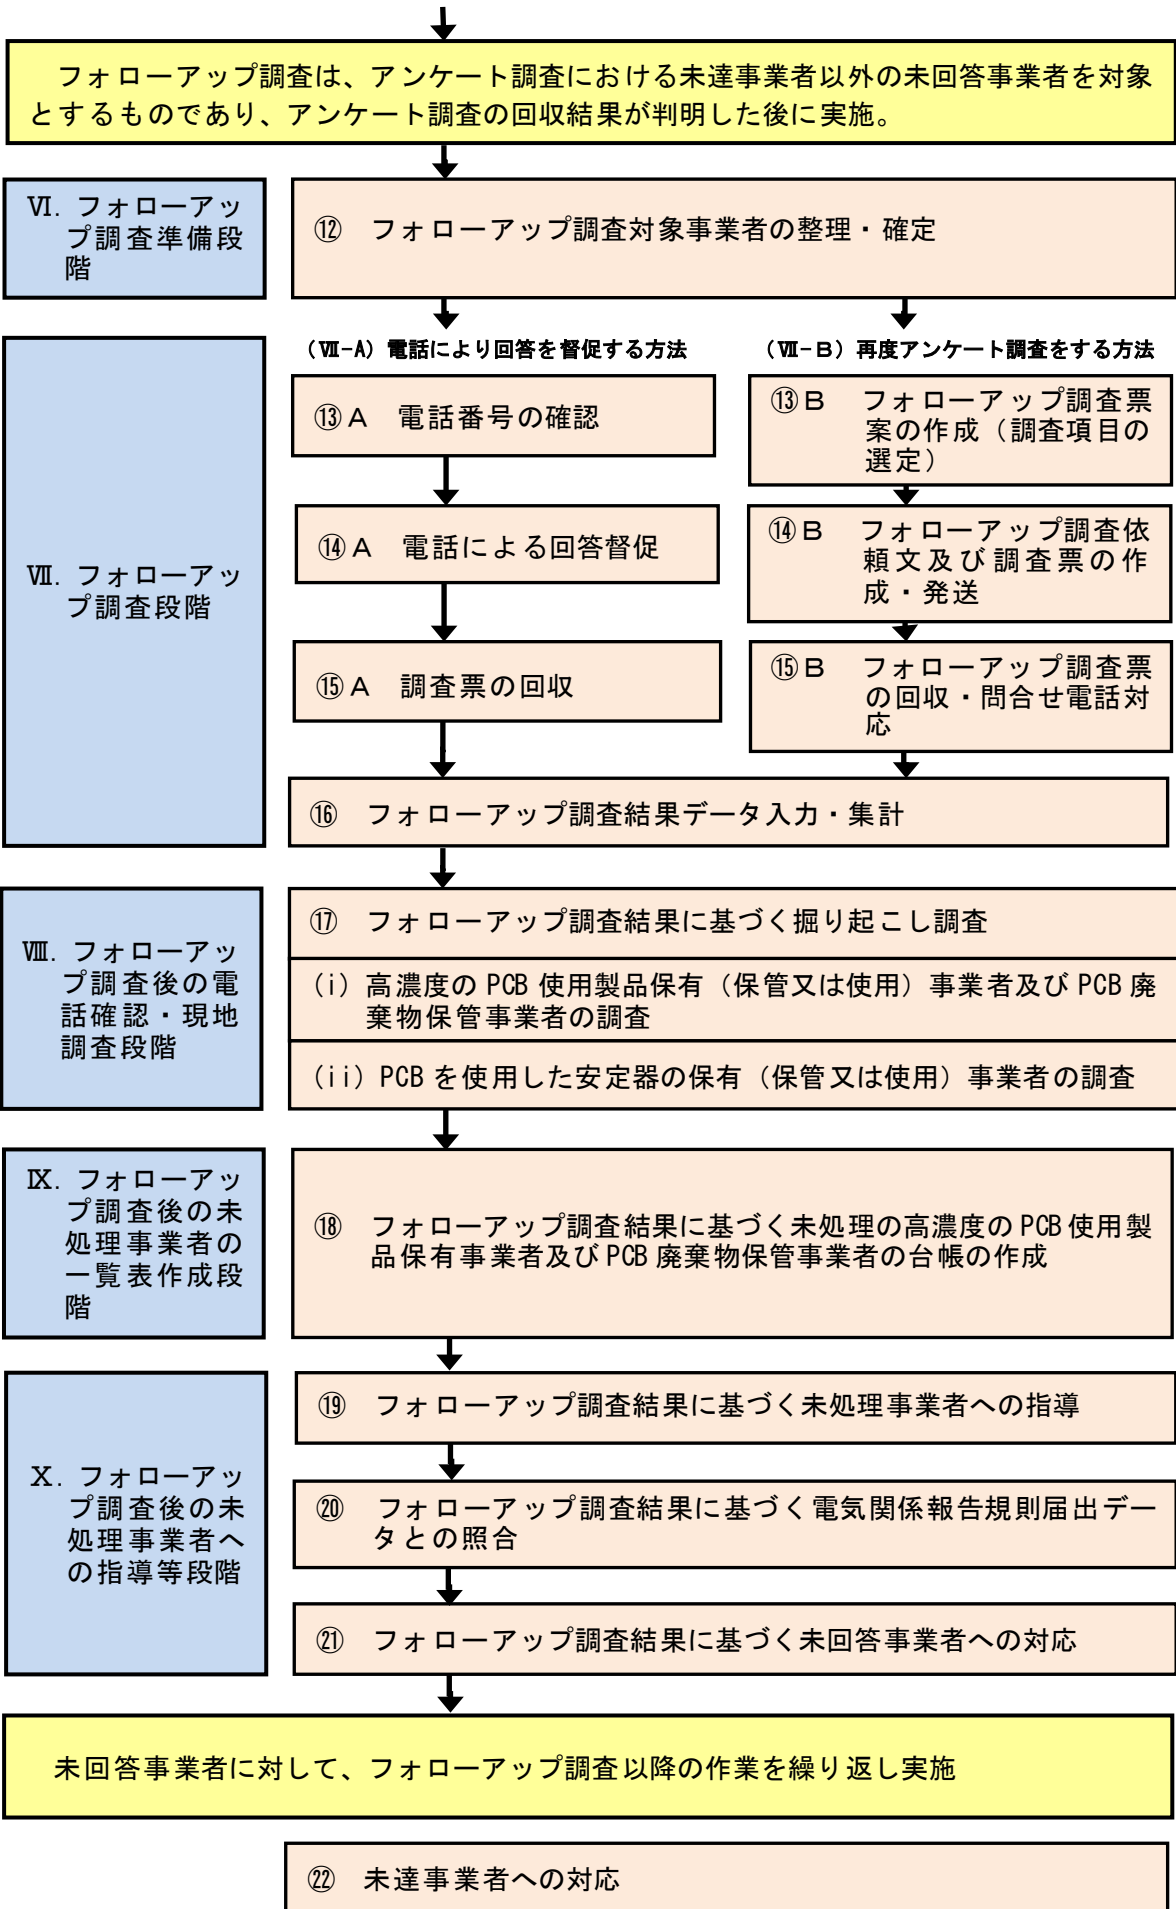 フォローアップ調査は、アンケート調査における未達事業者以外の未回答事業者を対象
とするものであり、アンケート調査の回収結果が判明した後に実施。
Ⅵ. フォローアッ
プ調査準備段
階
⑫ フォローアップ調査対象事業者の整理・確定
(Ⅶ-A) 電話により回答を督促する方法
(Ⅶ-B) 再度アンケート調査をする方法
Ⅶ. フォローアッ
プ調査段階
⑬A 電話番号の確認
⑭A 電話による回答督促
⑮A 調査票の回収
⑬B フォローアップ調査票
案の作成（調査項目の
選定）
⑭B フォローアップ調査依
頼文及び調査票の作
成・発送
⑮B フォローアップ調査票
の回収・問合せ電話対
応
⑯ フォローアップ調査結果データ入力・集計
Ⅷ. フォローアッ
プ調査後の電
話確認・現地
調査段階
⑰ フォローアップ調査結果に基づく掘り起こし調査
(i) 高濃度の PCB 使用製品保有（保管又は使用）事業者及び PCB 廃
棄物保管事業者の調査
(ii) PCB を使用した安定器の保有（保管又は使用）事業者の調査
Ⅸ. フォローアッ
プ調査後の未
処理事業者の
一覧表作成段
階
⑱ フォローアップ調査結果に基づく未処理の高濃度の PCB 使用製
品保有事業者及び PCB 廃棄物保管事業者の台帳の作成
Ⅹ. フォローアッ
プ調査後の未
処理事業者へ
の指導等段階
⑲ フォローアップ調査結果に基づく未処理事業者への指導
⑳ フォローアップ調査結果に基づく電気関係報告規則届出デー
タとの照合
㉑ フォローアップ調査結果に基づく未回答事業者への対応
未回答事業者に対して、フォローアップ調査以降の作業を繰り返し実施
㉒ 未達事業者への対応